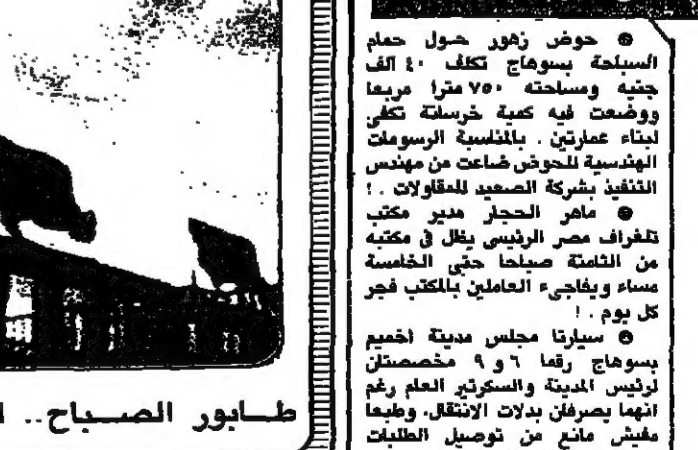 ● حوض زهور حول حمام
السباحة بسوهاج تكلف ٤٠ ألف
جنيه ومساحته ٧٥٠ مترا مربعا
ووضعت فيه كمية خرسانة تكفى
لبناء عمارتين . بالمناسبة الرسومات
الهندسية للحوض ضاعت من مهندس
التنفيذ بشركة الصعيد للمقاولات . !
● ماهر الحجار مدير مكتب
تلغراف مصر الرئيسى يظل فى مكتبه
من الثامنة صباحا حتى الخامسة
مساء ويفاجىء العاملين بالمكتب فجر
كل يوم . !
● سيارتا مجلس مدينة اخميم
بسوهاج رقما ٦ و ٩ مخصصتان
لرئيس المدينة والسكرتير العام رغم
انهما يصرفان بدلات الانتقال. وطبعا
مفيش مانع من توصيل الطلبات
طابور الصباح..